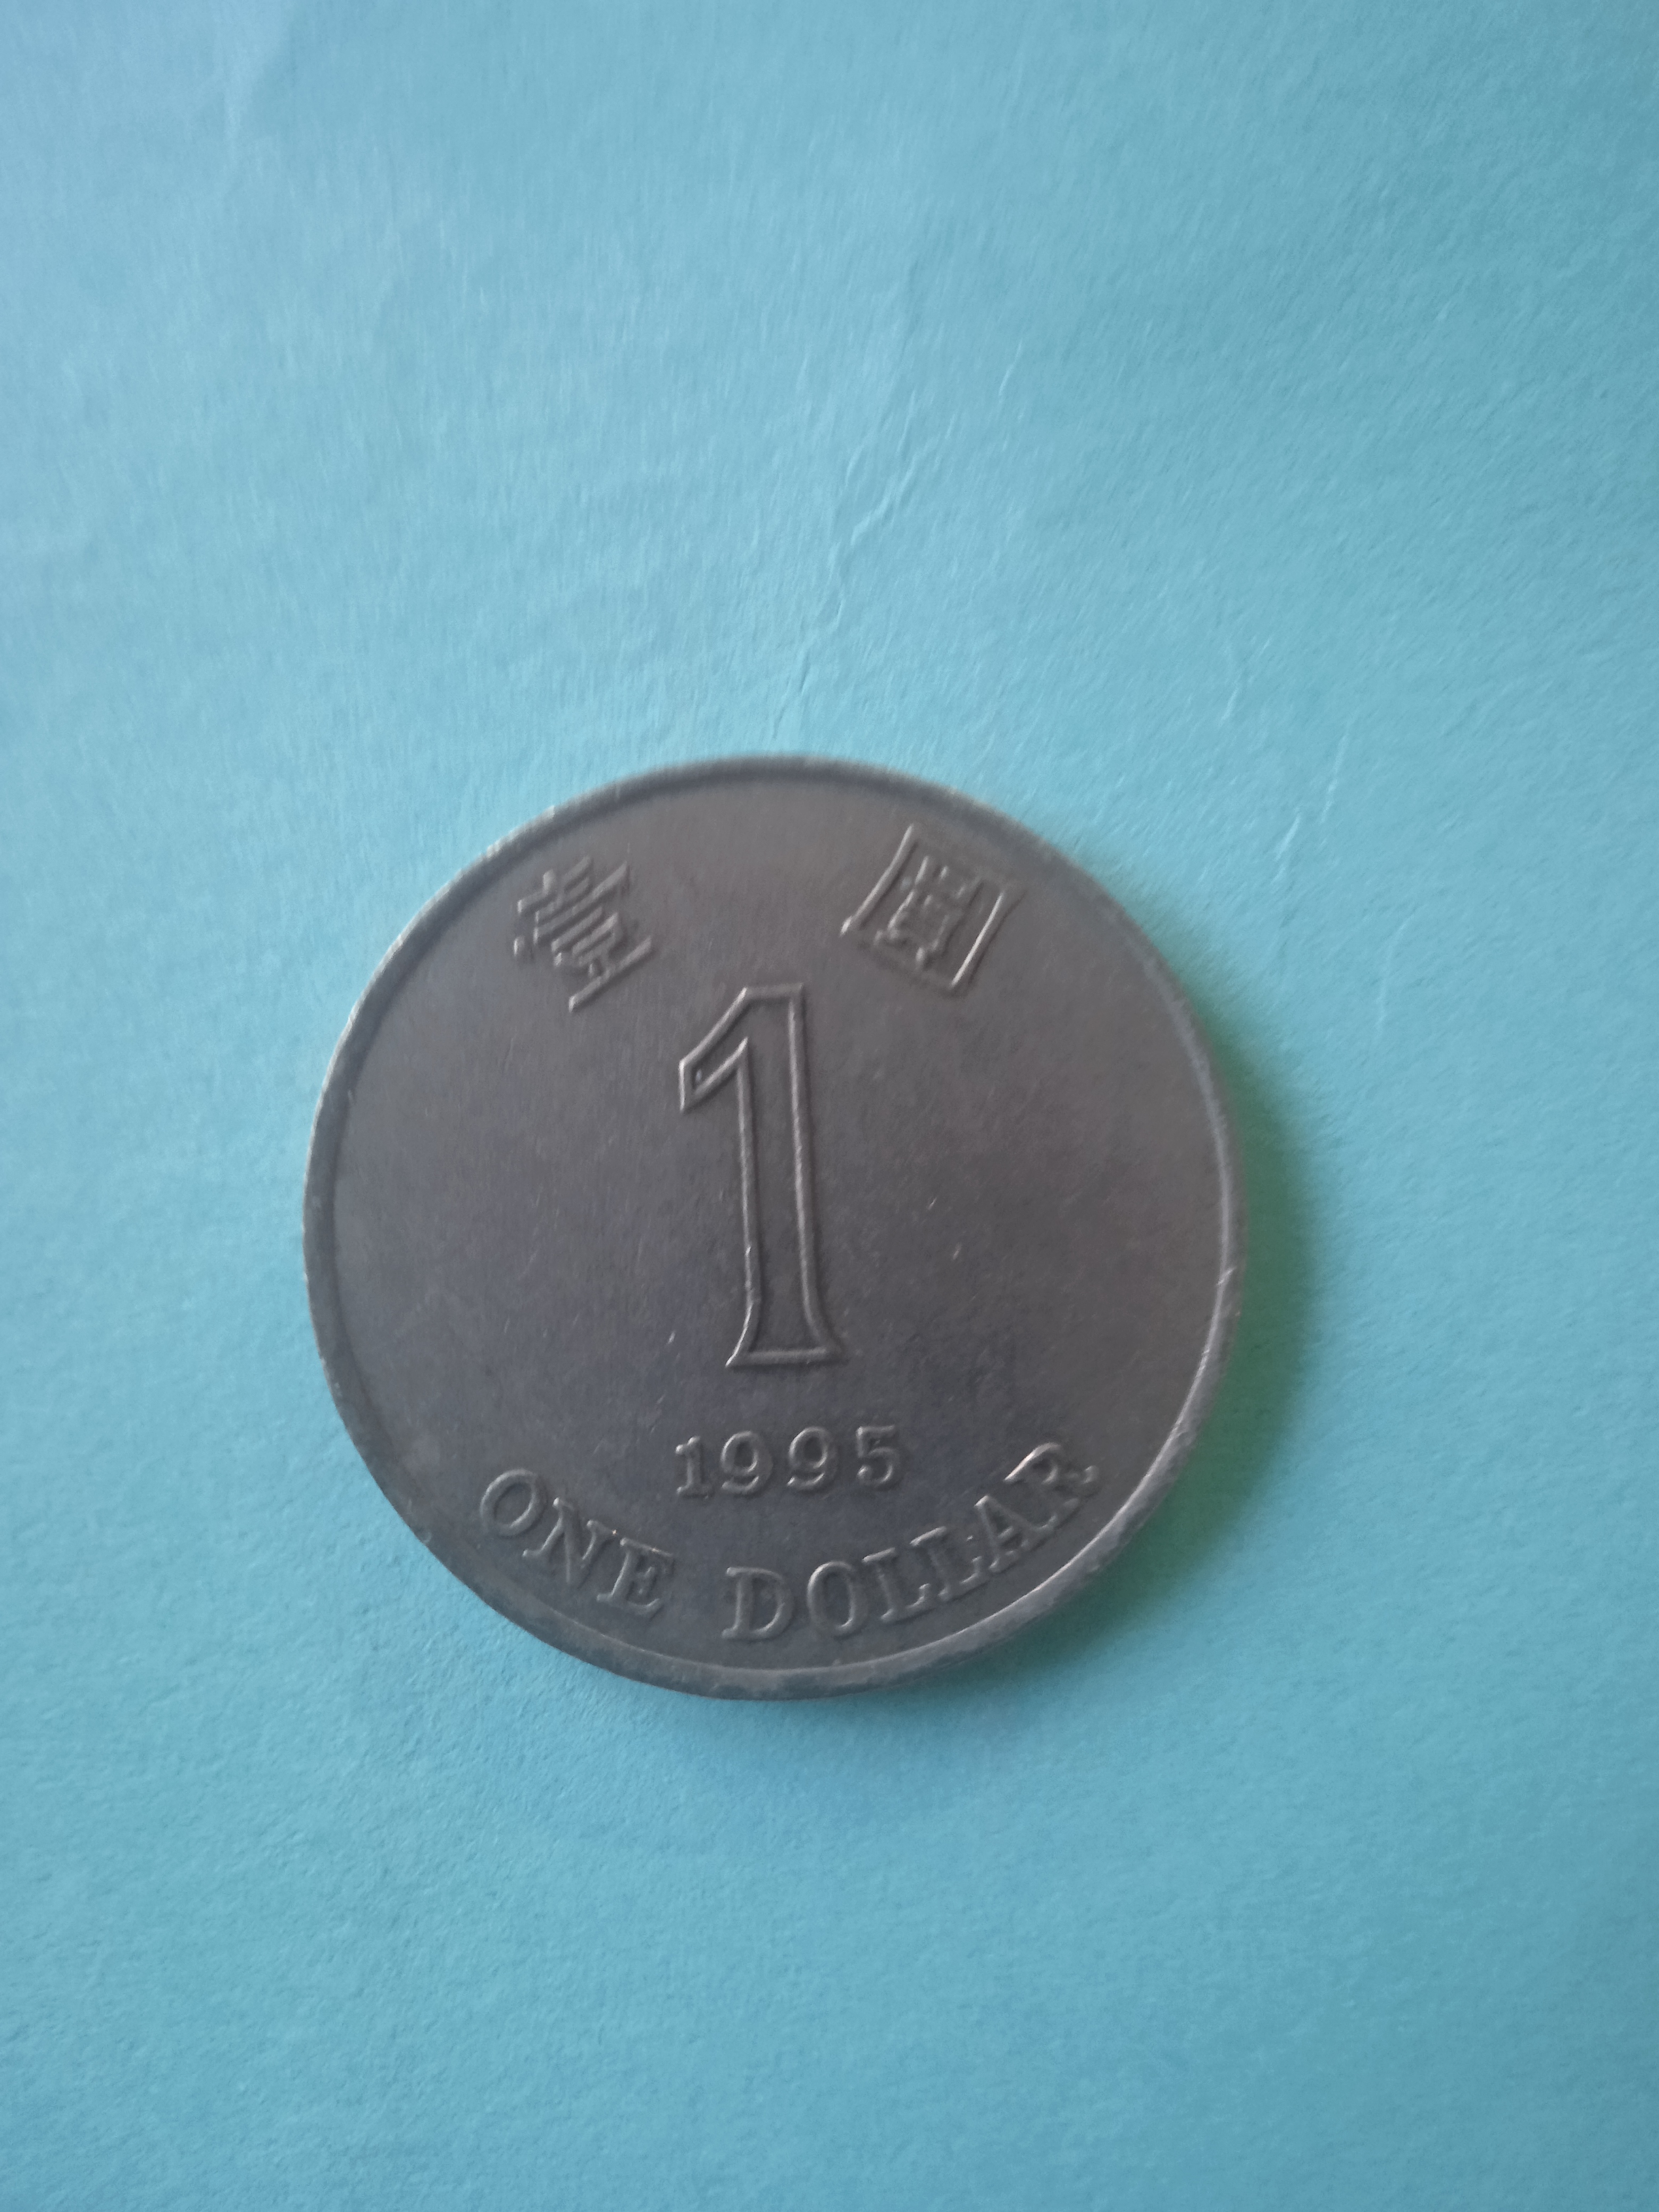 壹 圓
1
1995
ONE DOLLAR